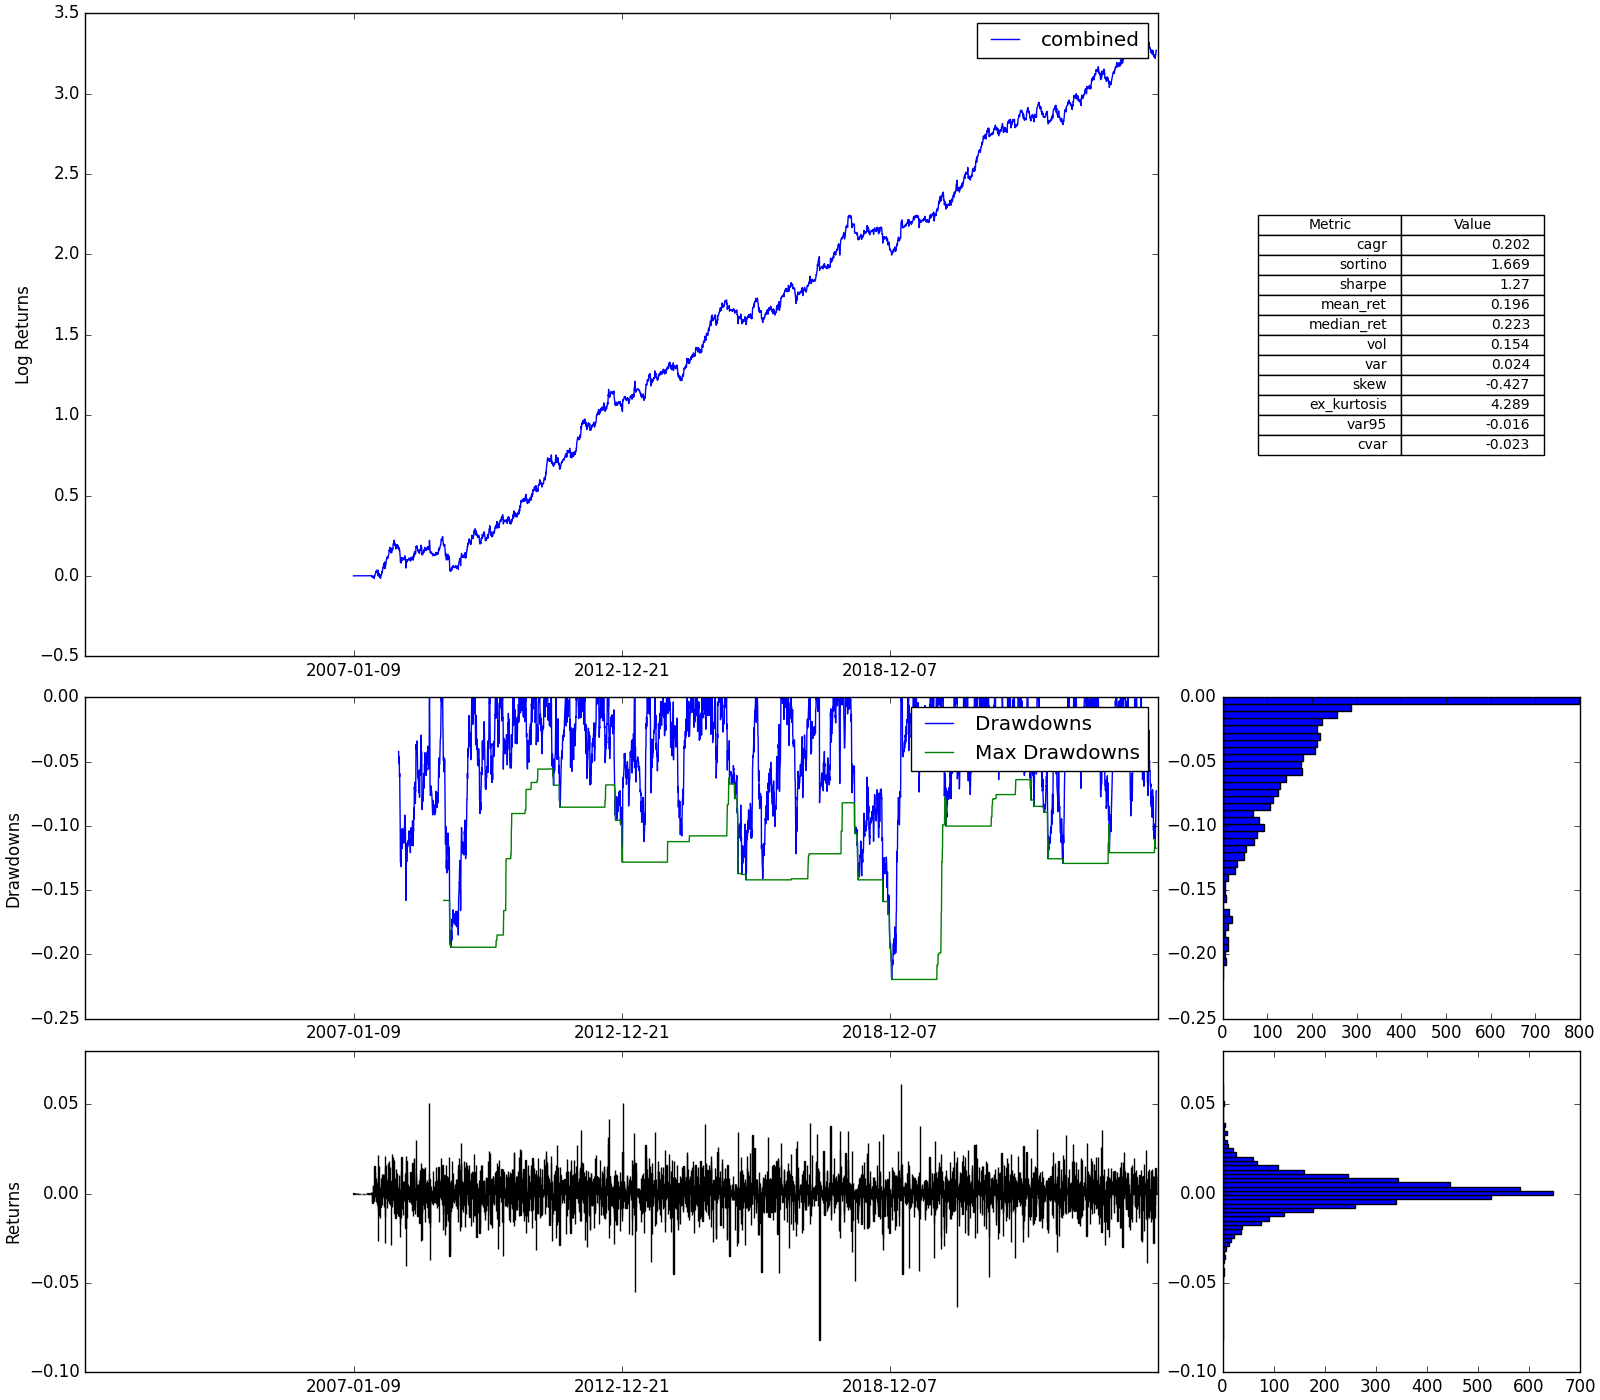 3.5
3.0
2.5
2.0
1.5
1.0
0.5
0.0
−0.5
Log Returns
combined
2007-01-09
2012-12-21
2018-12-07
Metric Value
cagr 0.202
sortino 1.669
sharpe 1.27
mean_ret 0.196
median_ret 0.223
vol 0.154
var 0.024
skew -0.427
ex_kurtosis 4.289
var95 -0.016
cvar -0.023
0.00
−0.05
−0.10
−0.15
−0.20
−0.25
Drawdowns
Drawdowns
Max Drawdowns
2007-01-09
2012-12-21
2018-12-07
0.00
−0.05
−0.10
−0.15
−0.20
−0.25
0 100 200 300 400 500 600 700 800
0.05
0.00
−0.05
−0.10
Returns
2007-01-09
2012-12-21
2018-12-07
0.05
0.00
−0.05
−0.10
0 100 200 300 400 500 600 700